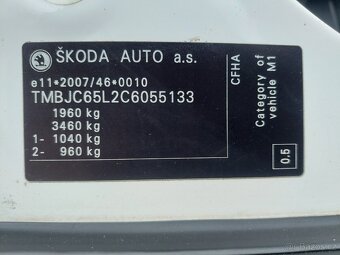 ŠKODA AUTO a.s.
e11*2007/46*0010
TMBJC65L2C6055133
1960 kg
3460 kg
1- 1040 kg
2- 960 kg
CFHA
Category of
vehicle M1
0.5